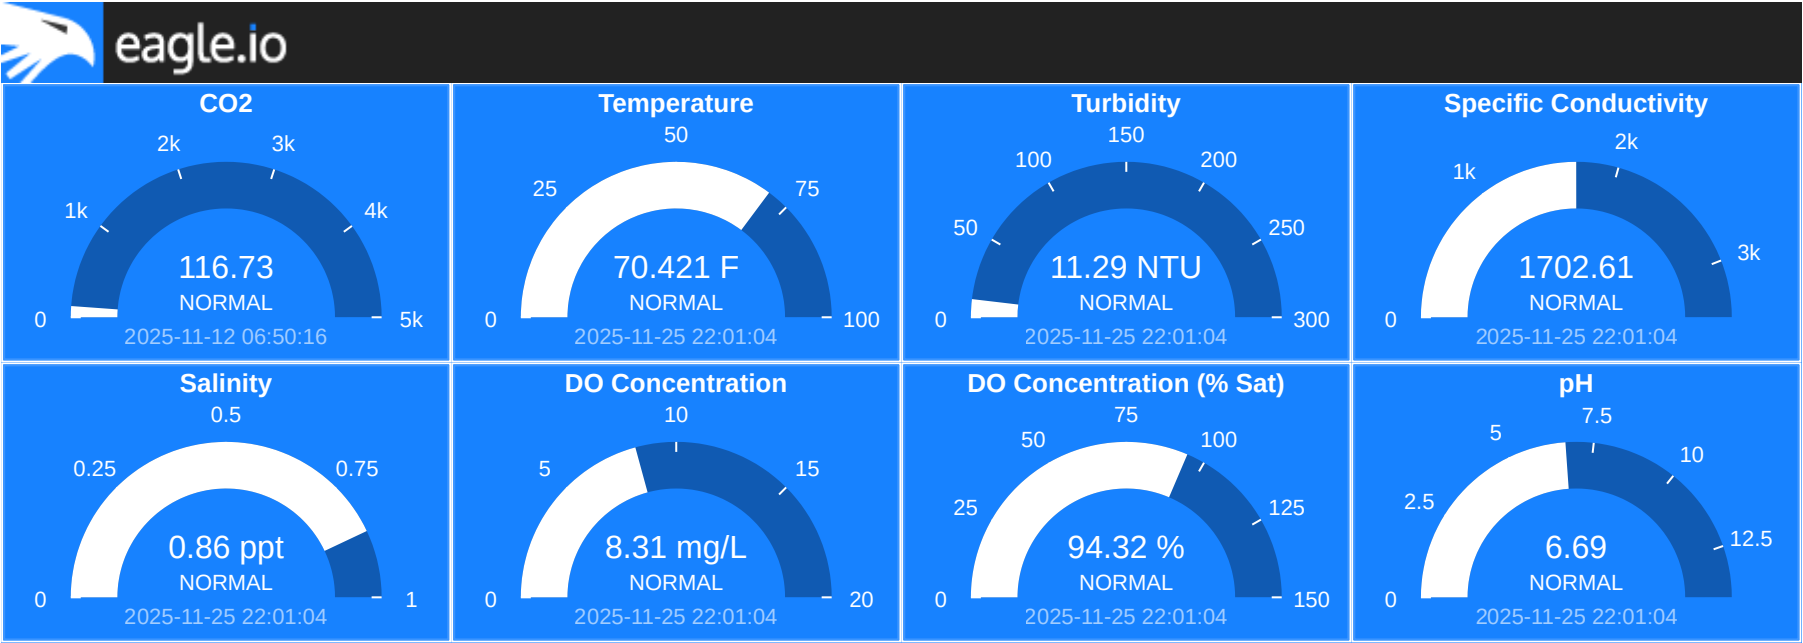 eagle.io
CO2
0
1k
2k
3k
4k
5k
116.73
NORMAL
2025-11-12 06:50:16
Temperature
0
25
50
75
100
70.421 F
NORMAL
2025-11-25 22:01:04
Turbidity
0
50
100
150
200
250
300
11.29 NTU
NORMAL
2025-11-25 22:01:04
Specific Conductivity
0
1k
2k
3k
1702.61
NORMAL
2025-11-25 22:01:04
Salinity
0
0.25
0.5
0.75
1
0.86 ppt
NORMAL
2025-11-25 22:01:04
DO Concentration
0
5
10
15
20
8.31 mg/L
NORMAL
2025-11-25 22:01:04
DO Concentration (% Sat)
0
25
50
75
100
125
150
94.32 %
NORMAL
2025-11-25 22:01:04
pH
0
2.5
5
7.5
10
12.5
6.69
NORMAL
2025-11-25 22:01:04